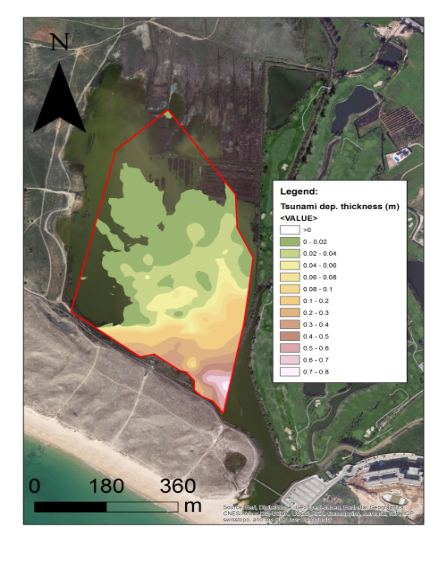 N
Legend:
Tsunami dep. thickness (m)
<VALUE>
>0
0 - 0.02
0.02 - 0.04
0.04 - 0.06
0.06 - 0.08
0.08 - 0.1
0.1 - 0.2
0.2 - 0.3
0.3 - 0.4
0.4 - 0.5
0.5 - 0.6
0.6 - 0.7
0.7 - 0.8
0 180 360
m